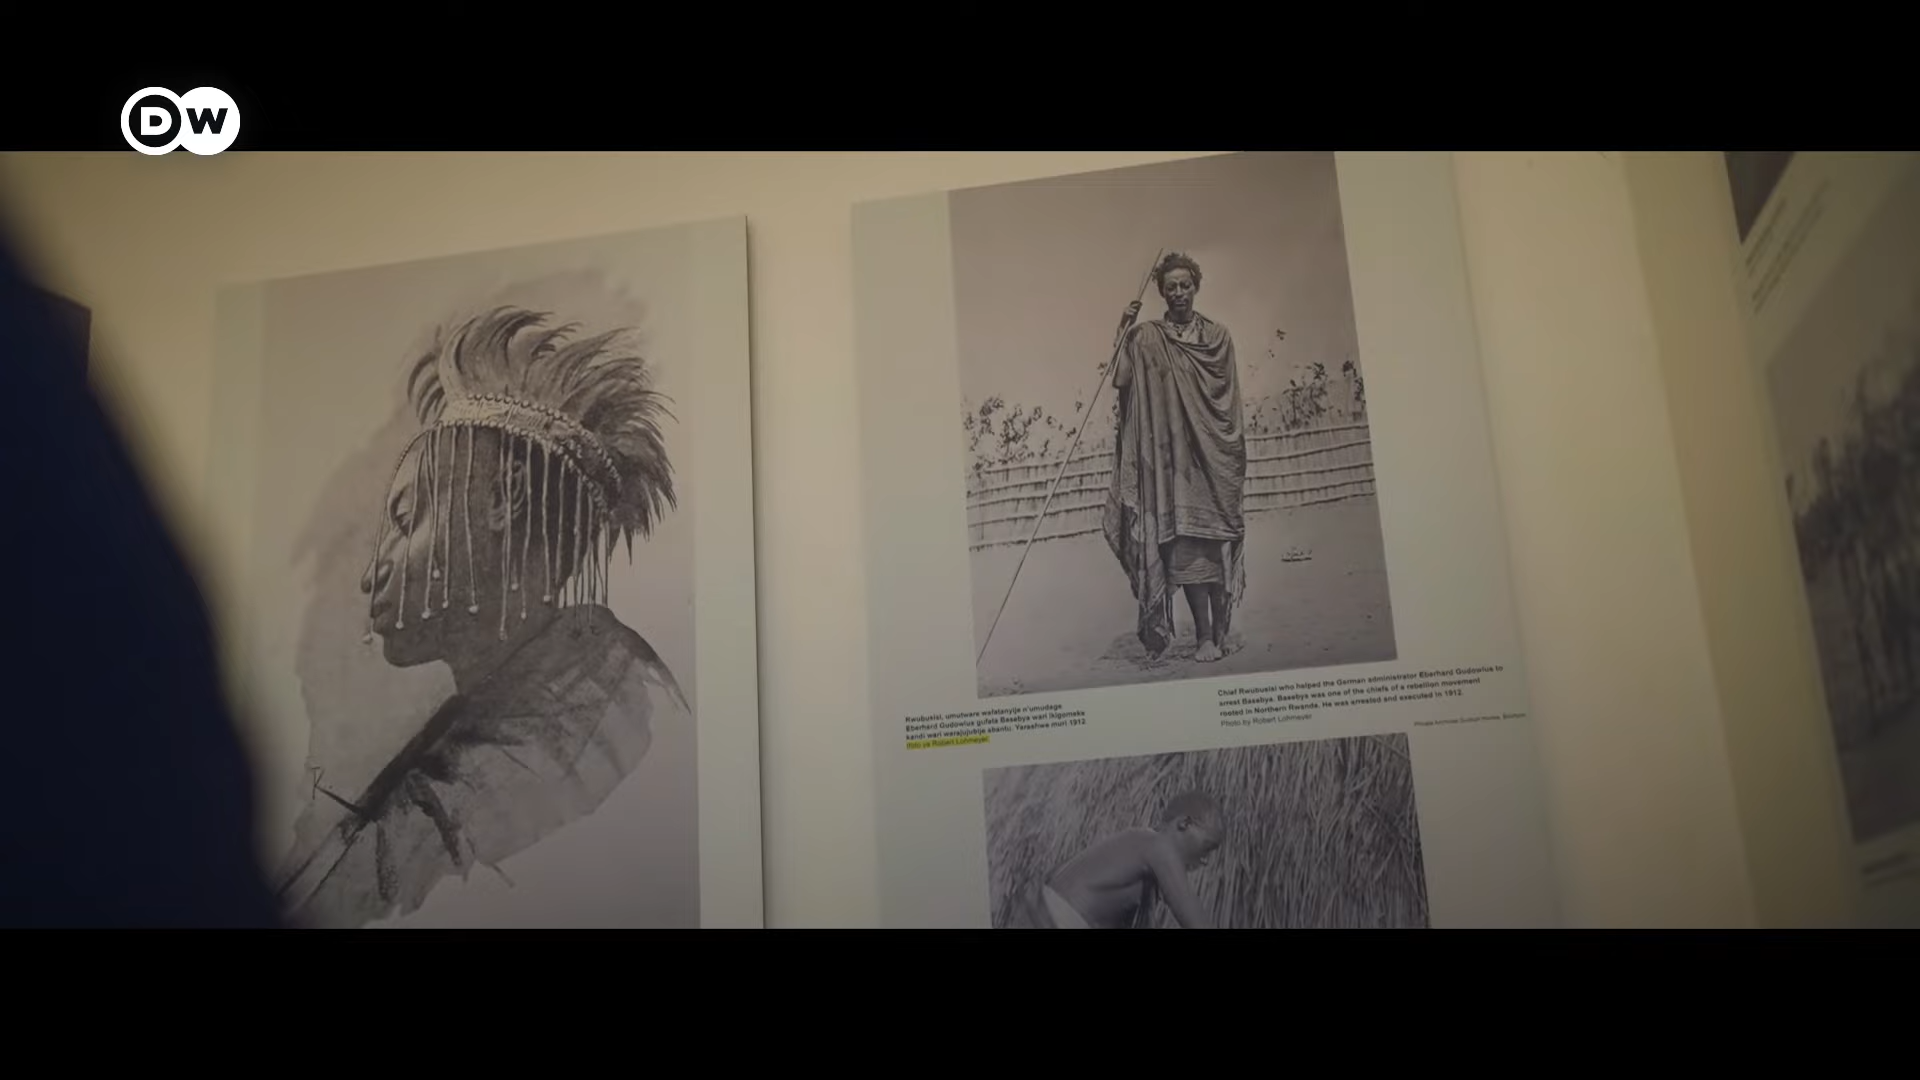 DW
Rwubusisi, umutware wafatanyije n'umudage
Eberhard Gudowius gufata Basebya wari ikigomeke
kandi wari warajujubije abantu. Yarashwe muri 1912.
Ifoto ya Robert Lohmeyer.
Chief Rwubusisi who helped the German administrator Eberhard Gudowius to
arrest Basebya. Basebya was one of the chiefs of a rebellion movement
rooted in Northern Rwanda. He was arrested and executed in 1912.
Photo by Robert Lohmeyer
Private Archives